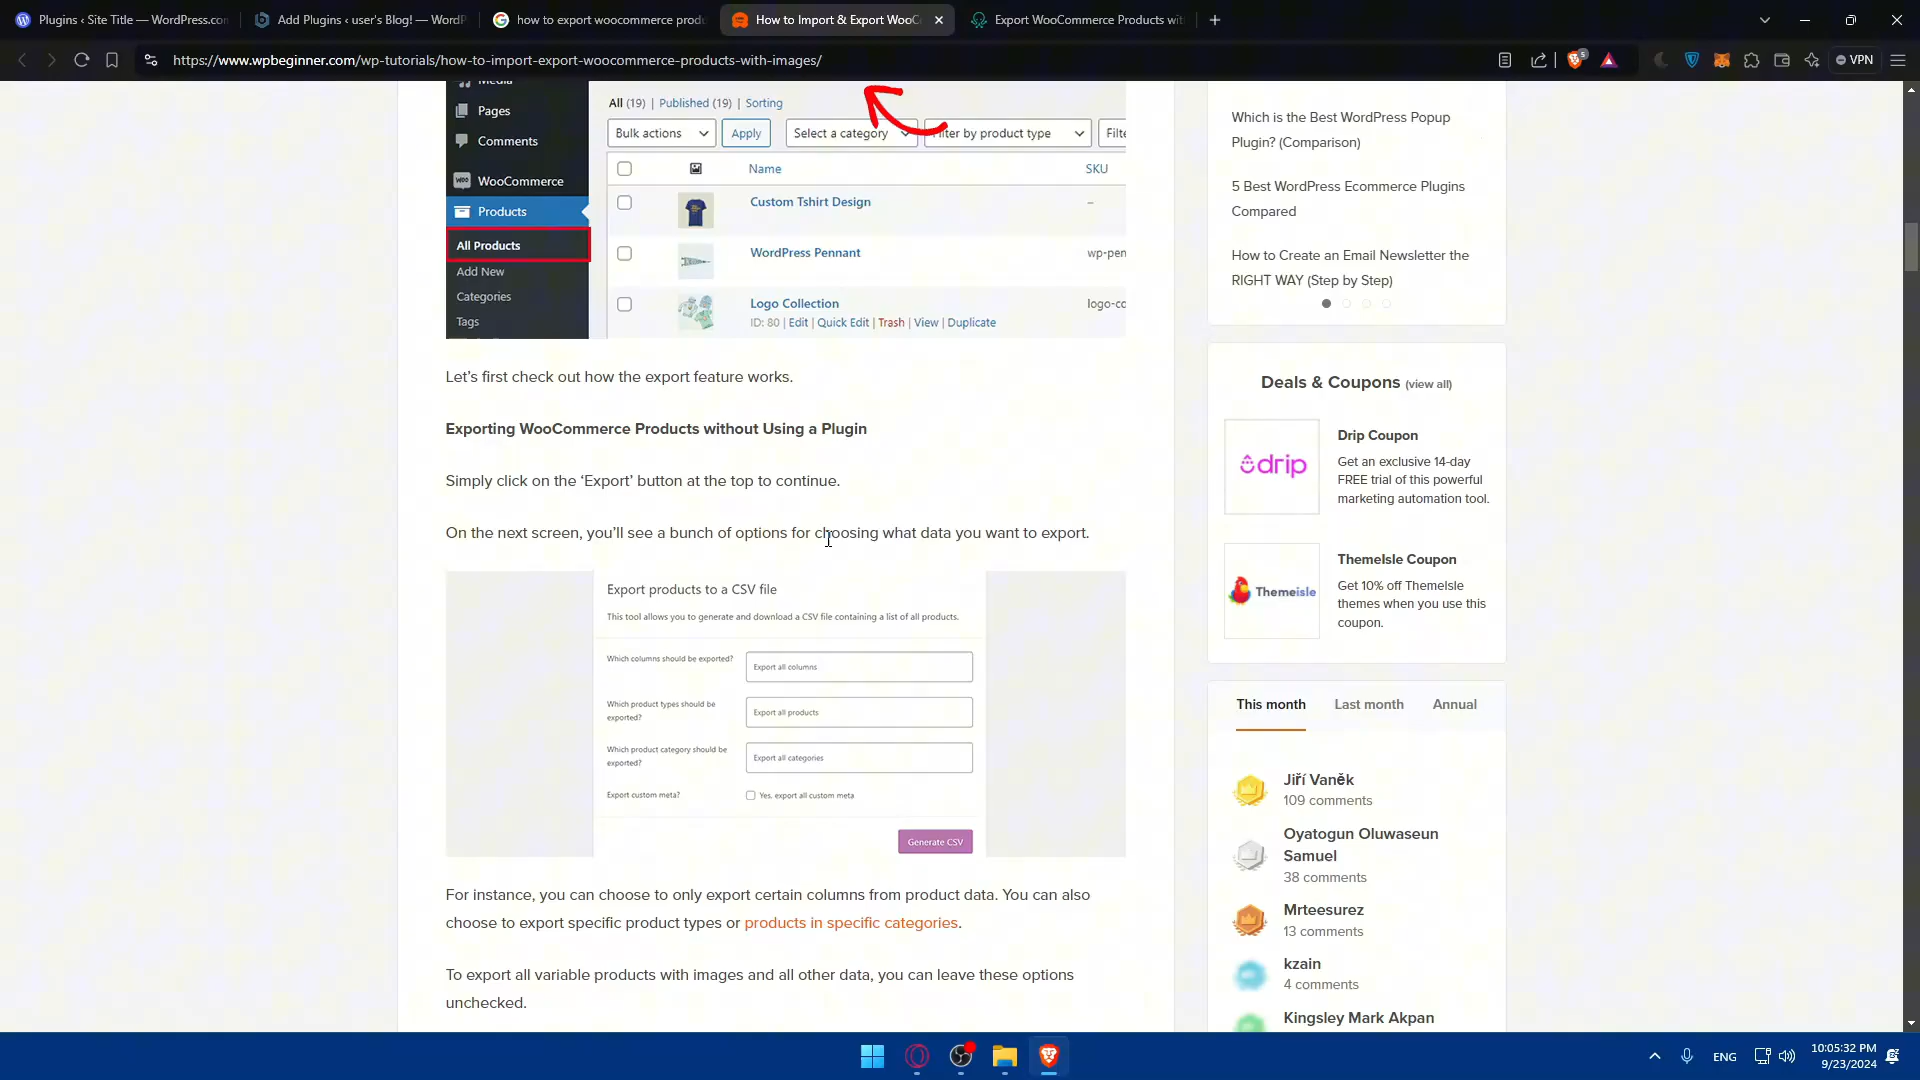 Plugins ‹ Site Title — WordPress.com
Add Plugins ‹ user's Blog! — WordP
how to export woocommerce prod
How to Import & Export WooC
Export WooCommerce Products wit
https://www.wpbeginner.com/wp-tutorials/how-to-import-export-woocommerce-products-with-images/
5
VPN
Media
Pages
Comments
WooCommerce
Products
All Products
Add New
Categories
Tags
All (19) | Published (19) | Sorting
Bulk actions
Apply
Select a category
Filter by product type
Filte
Name
SKU
Custom Tshirt Design
–
WordPress Pennant
wp-pen
Logo Collection
logo-co
ID: 80 | Edit | Quick Edit | Trash | View | Duplicate
Let's first check out how the export feature works.
Exporting WooCommerce Products without Using a Plugin
Simply click on the ‘Export’ button at the top to continue.
On the next screen, you'll see a bunch of options for choosing what data you want to export.
Export products to a CSV file
This tool allows you to generate and download a CSV file containing a list of all products.
Which columns should be exported?
Export all columns
Which product types should be
exported?
Export all products
Which product category should be
exported?
Export all categories
Export custom meta?
Yes, export all custom meta
Generate CSV
For instance, you can choose to only export certain columns from product data. You can also
choose to export specific product types or products in specific categories.
To export all variable products with images and all other data, you can leave these options
unchecked.
Which is the Best WordPress Popup
Plugin? (Comparison)
5 Best WordPress Ecommerce Plugins
Compared
How to Create an Email Newsletter the
RIGHT WAY (Step by Step)
Deals & Coupons (view all)
drip
Drip Coupon
Get an exclusive 14-day
FREE trial of this powerful
marketing automation tool.
ThemeIsle
ThemeIsle Coupon
Get 10% off ThemeIsle
themes when you use this
coupon.
This month
Last month
Annual
Jiří Vaněk
109 comments
Oyatogun Oluwaseun
Samuel
38 comments
Mrteesurez
13 comments
kzain
4 comments
Kingsley Mark Akpan
ENG
10:05:32 PM
9/23/2024